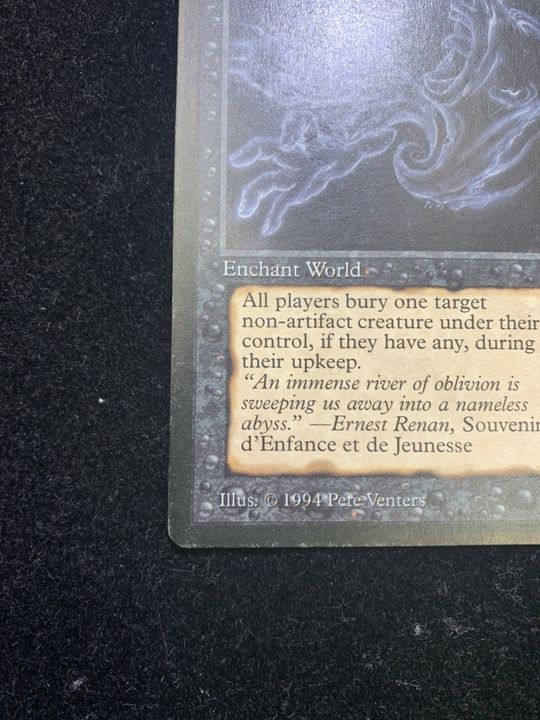 Enchant World
All players bury one target
non-artifact creature under their
control, if they have any, during
their upkeep.
“An immense river of oblivion is
sweeping us away into a nameless
abyss.” —Ernest Renan, Souvenir
d’Enfance et de Jeunesse
Illus. © 1994 Pete Venters